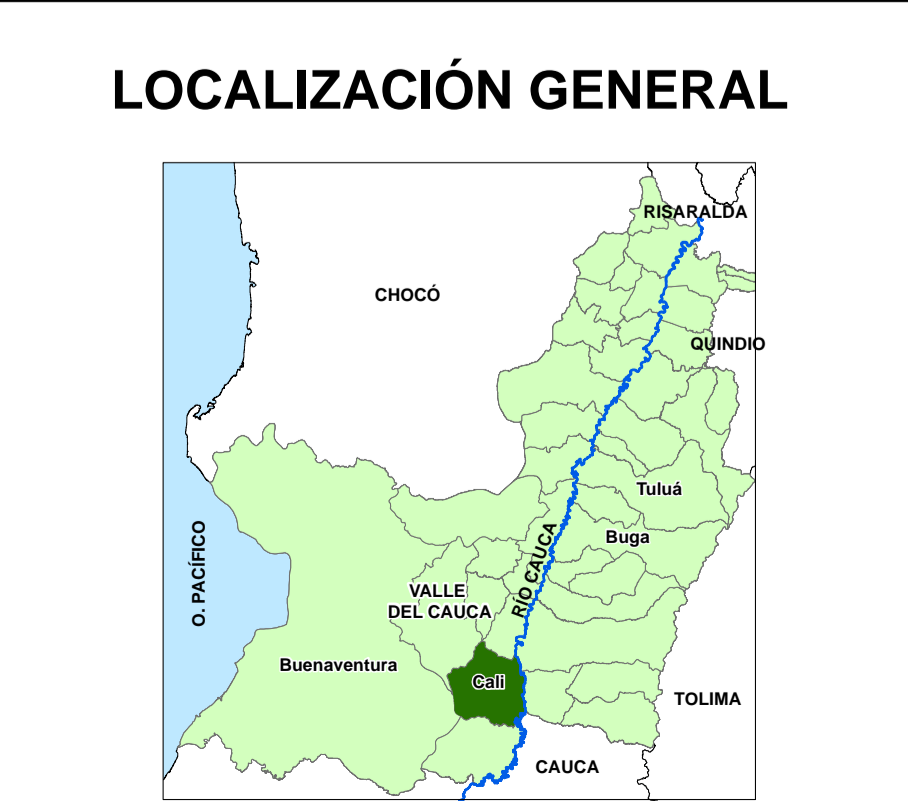 LOCALIZACIÓN GENERAL
RISARALDA
CHOCÓ
QUINDIO
Tuluá
Buga
O. PACÍFICO
RÍO CAUCA
VALLE
DEL CAUCA
Buenaventura
Cali
TOLIMA
CAUCA